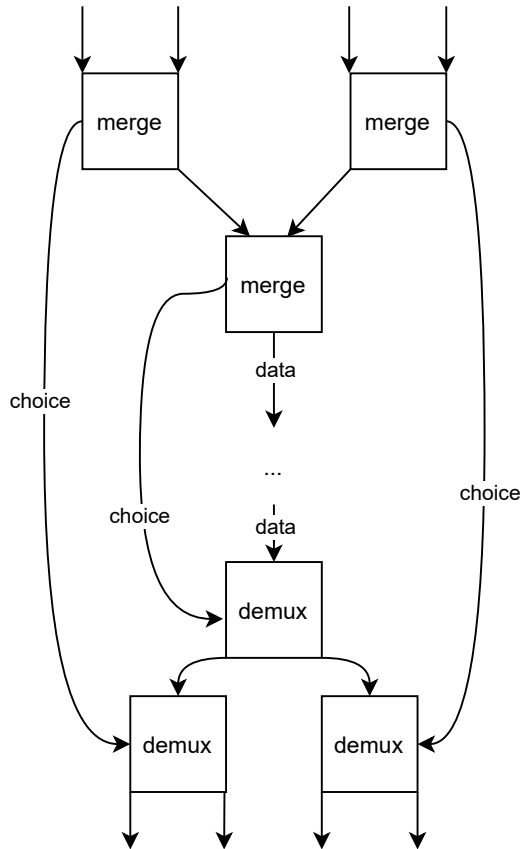 merge
merge
merge
data
choice
...
choice
choice
data
demux
demux
demux